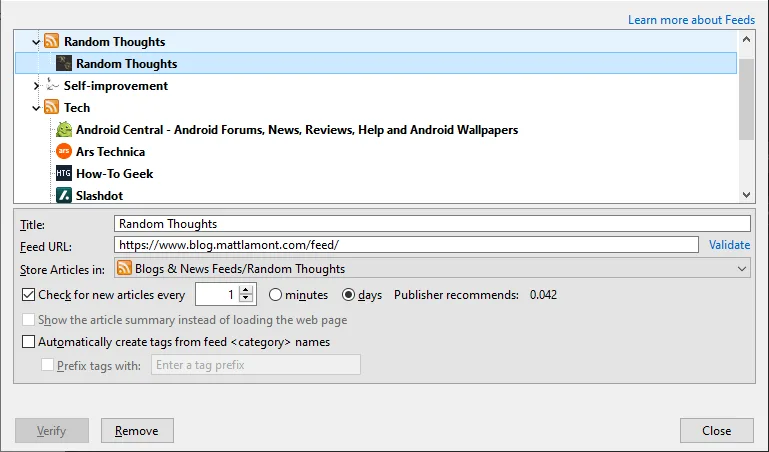 Learn more about Feeds
Random Thoughts
Random Thoughts
Self-improvement
Tech
Android Central - Android Forums, News, Reviews, Help and Android Wallpapers
ars Ars Technica
HTG How-To Geek
Slashdot
Title: Random Thoughts
Feed URL: https://www.blog.mattlamont.com/feed/ Validate
Store Articles in: Blogs & News Feeds/Random Thoughts
Check for new articles every 1 minutes days Publisher recommends: 0.042
Show the article summary instead of loading the web page
Automatically create tags from feed <category> names
Prefix tags with: Enter a tag prefix
Verify Remove Close